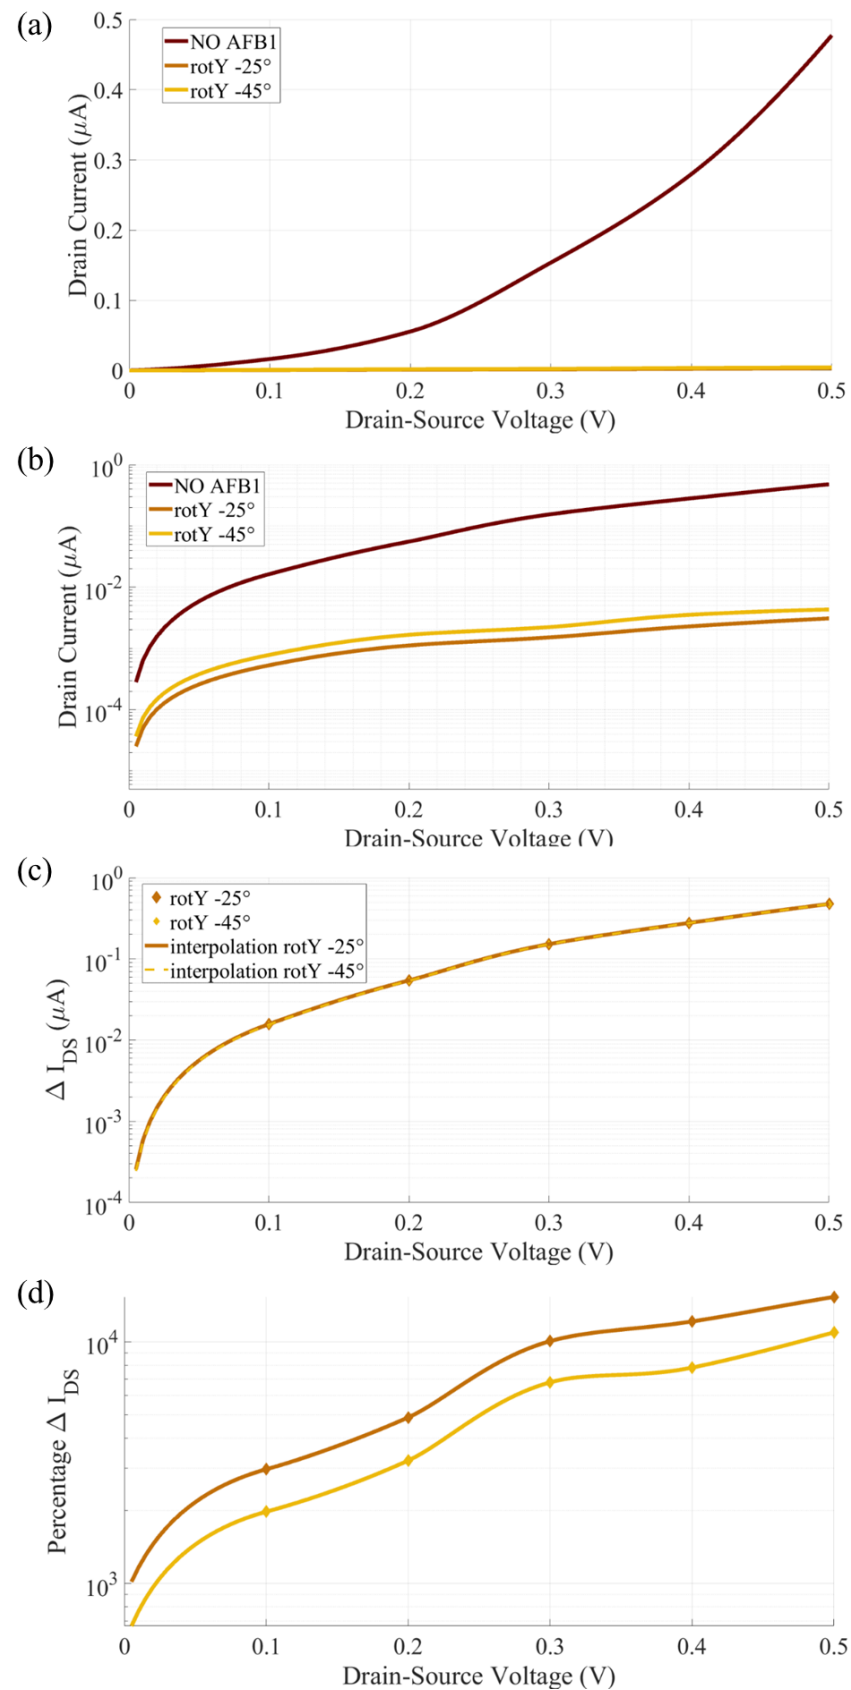 (a)
NO AFB1
rotY -25°
rotY -45°
Drain Current (μA)
0.5
0.4
0.3
0.2
0.1
0
0 0.1 0.2 0.3 0.4 0.5
Drain-Source Voltage (V)
(b)
NO AFB1
rotY -25°
rotY -45°
Drain Current (μA)
10^0
10^-2
10^-4
0 0.1 0.2 0.3 0.4 0.5
Drain-Source Voltage (V)
(c)
rotY -25°
rotY -45°
interpolation rotY -25°
interpolation rotY -45°
Δ I_DS (μA)
10^0
10^-1
10^-2
10^-3
10^-4
0 0.1 0.2 0.3 0.4 0.5
Drain-Source Voltage (V)
(d)
Percentage Δ I_DS
10^4
10^3
0 0.1 0.2 0.3 0.4 0.5
Drain-Source Voltage (V)